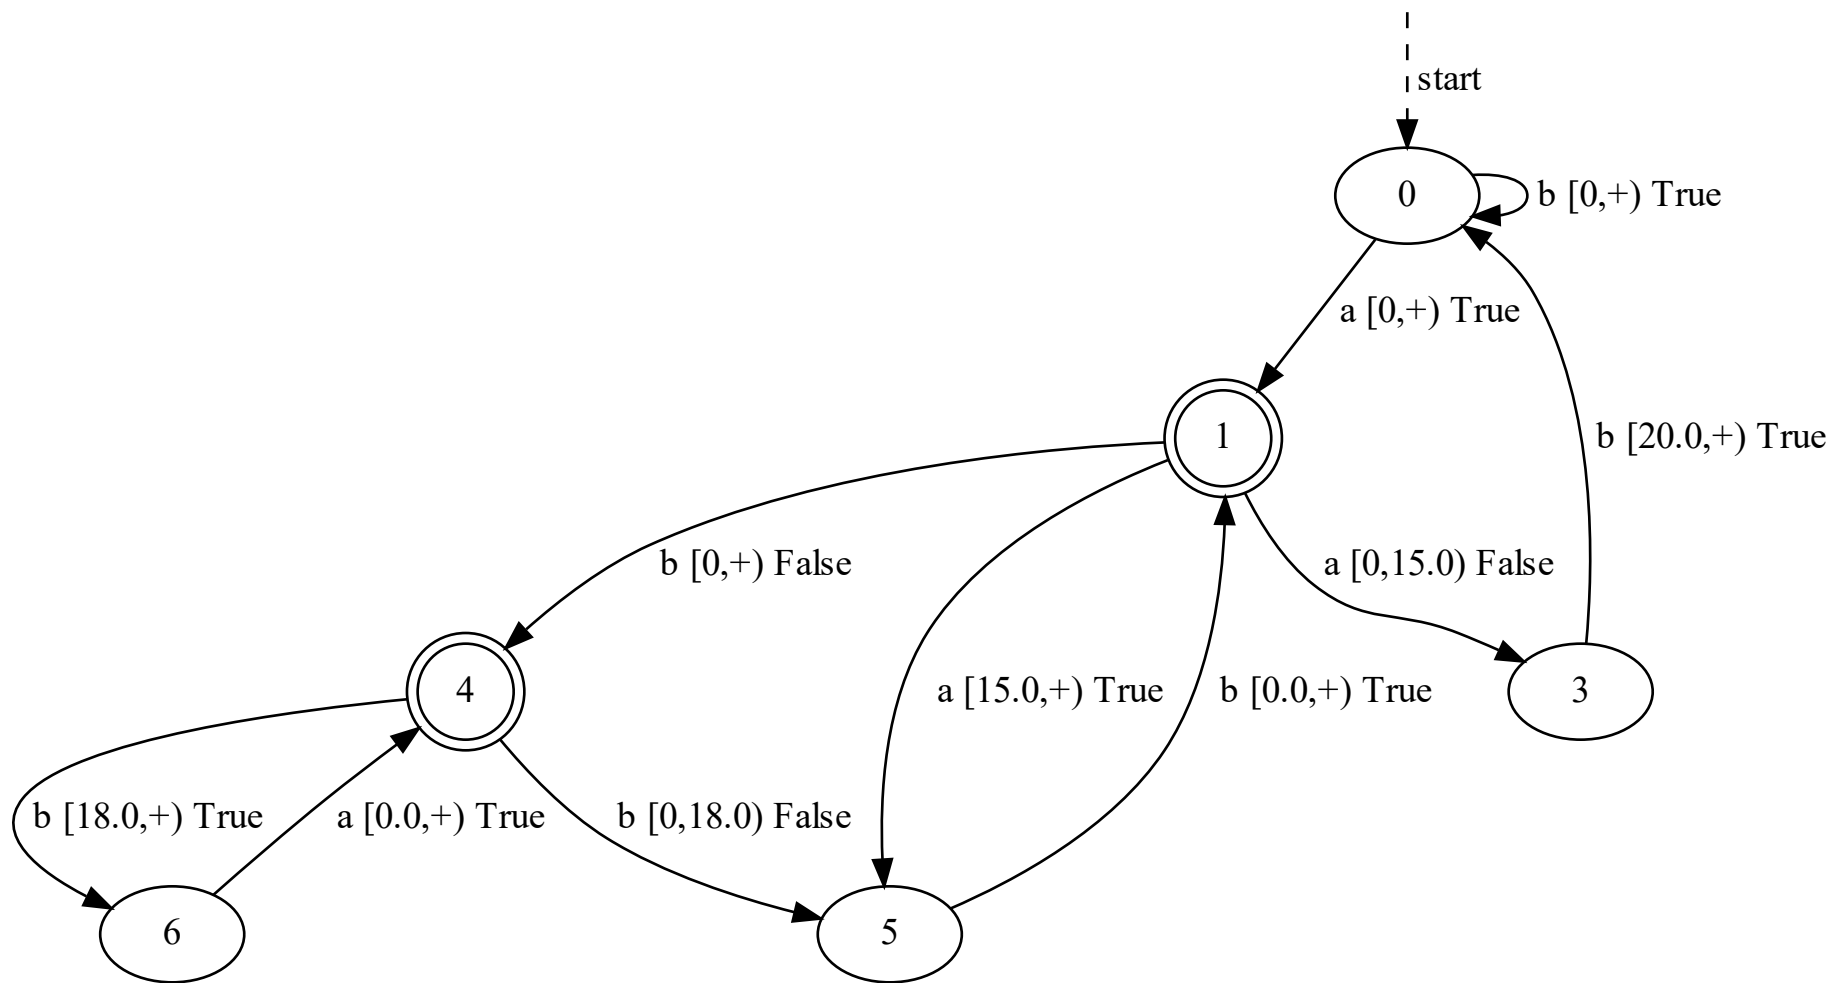 start
0
b [0,+) True
a [0,+) True
1
b [20.0,+) True
b [0,+) False
a [0,15.0) False
4
a [15.0,+) True
b [0.0,+) True
3
b [18.0,+) True
a [0.0,+) True
b [0,18.0) False
6
5